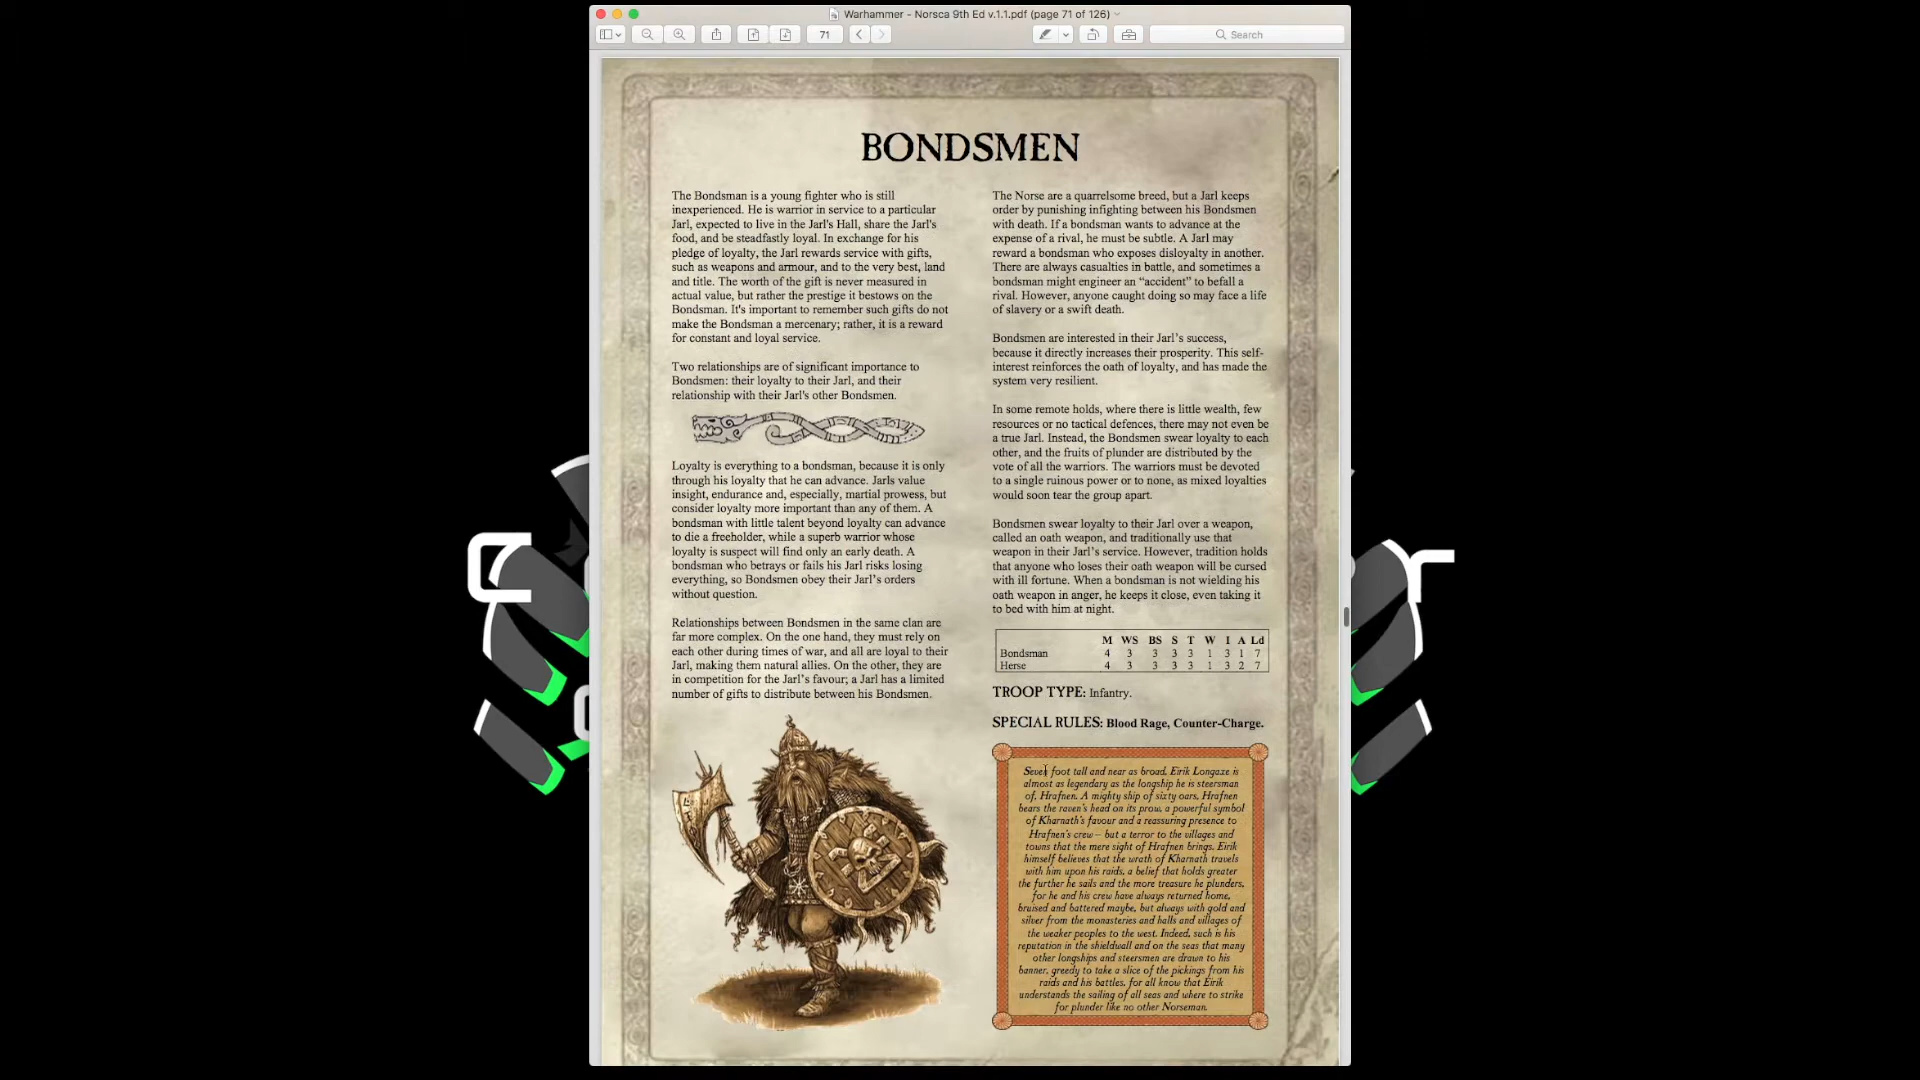 Warhammer - Norsca 9th Ed v.1.1.pdf (page 71 of 126)
71
Search
BONDSMEN
The Bondsman is a young fighter who is still
inexperienced. He is warrior in service to a particular
Jarl, expected to live in the Jarl's Hall, share the Jarl's
food, and be steadfastly loyal. In exchange for his
pledge of loyalty, the Jarl rewards service with gifts,
such as weapons and armour, and to the very best, land
and title. The worth of the gift is never measured in
actual value, but rather the prestige it bestows on the
Bondsman. It's important to remember such gifts do not
make the Bondsman a mercenary; rather, it is a reward
for constant and loyal service.
Two relationships are of significant importance to
Bondsmen: their loyalty to their Jarl, and their
relationship with their Jarl's other Bondsmen.
Loyalty is everything to a bondsman, because it is only
through his loyalty that he can advance. Jarls value
insight, endurance and, especially, martial prowess, but
consider loyalty more important than any of them. A
bondsman with little talent beyond loyalty can advance
to die a freeholder, while a superb warrior whose
loyalty is suspect will find only an early death. A
bondsman who betrays or fails his Jarl risks losing
everything, so Bondsmen obey their Jarl's orders
without question.
Relationships between Bondsmen in the same clan are
far more complex. On the one hand, they must rely on
each other during times of war, and all are loyal to their
Jarl, making them natural allies. On the other, they are
in competition for the Jarl's favour; a Jarl has a limited
number of gifts to distribute between his Bondsmen.
The Norse are a quarrelsome breed, but a Jarl keeps
order by punishing infighting between his Bondsmen
with death. If a bondsman wants to advance at the
expense of a rival, he must be subtle. A Jarl may
reward a bondsman who exposes disloyalty in another.
There are always casualties in battle, and sometimes a
bondsman might engineer an “accident” to befall a
rival. However, anyone caught doing so may face a life
of slavery or a swift death.
Bondsmen are interested in their Jarl's success,
because it directly increases their prosperity. This self-
interest reinforces the oath of loyalty, and has made the
system very resilient.
In some remote holds, where there is little wealth, few
resources or no tactical defences, there may not even be
a true Jarl. Instead, the Bondsmen swear loyalty to each
other, and the fruits of plunder are distributed by the
vote of all the warriors. The warriors must be devoted
to a single ruinous power or to none, as mixed loyalties
would soon tear the group apart.
Bondsmen swear loyalty to their Jarl over a weapon,
called an oath weapon, and traditionally use that
weapon in their Jarl's service. However, tradition holds
that anyone who loses their oath weapon will be cursed
with ill fortune. When a bondsman is not wielding his
oath weapon in anger, he keeps it close, even taking it
to bed with him at night.
M WS BS S T W I A Ld
Bondsman 4 3 3 3 3 1 3 1 7
Herse 4 3 3 3 3 1 3 2 7
TROOP TYPE: Infantry.
SPECIAL RULES: Blood Rage, Counter-Charge.
Seven foot tall and near as broad, Eirik Longaxe is
almost as legendary as the longship he is steersman
of, Hrafnen. A mighty ship of sixty oars, Hrafnen
bears the raven's head on its prow, a powerful symbol
of Kharnath's favour and a reassuring presence to
Hrafnen's crew – but a terror to the villages and
towns that the mere sight of Hrafnen brings. Eirik
himself believes that the wrath of Kharnath travels
with him upon his raids, a belief that holds greater
the further he sails and the more treasure he plunders,
for he and his crew have always returned home,
bruised and battered maybe, but always with gold and
silver from the monasteries and halls and villages of
the weaker peoples to the west. Indeed, such is his
reputation in the shieldwall and on the seas that many
other longships and steersmen are drawn to his
banner, greedy to take a slice of the pickings from his
raids and his battles, for all know that Eirik
understands the sailing of all seas and where to strike
for plunder like no other Norseman.